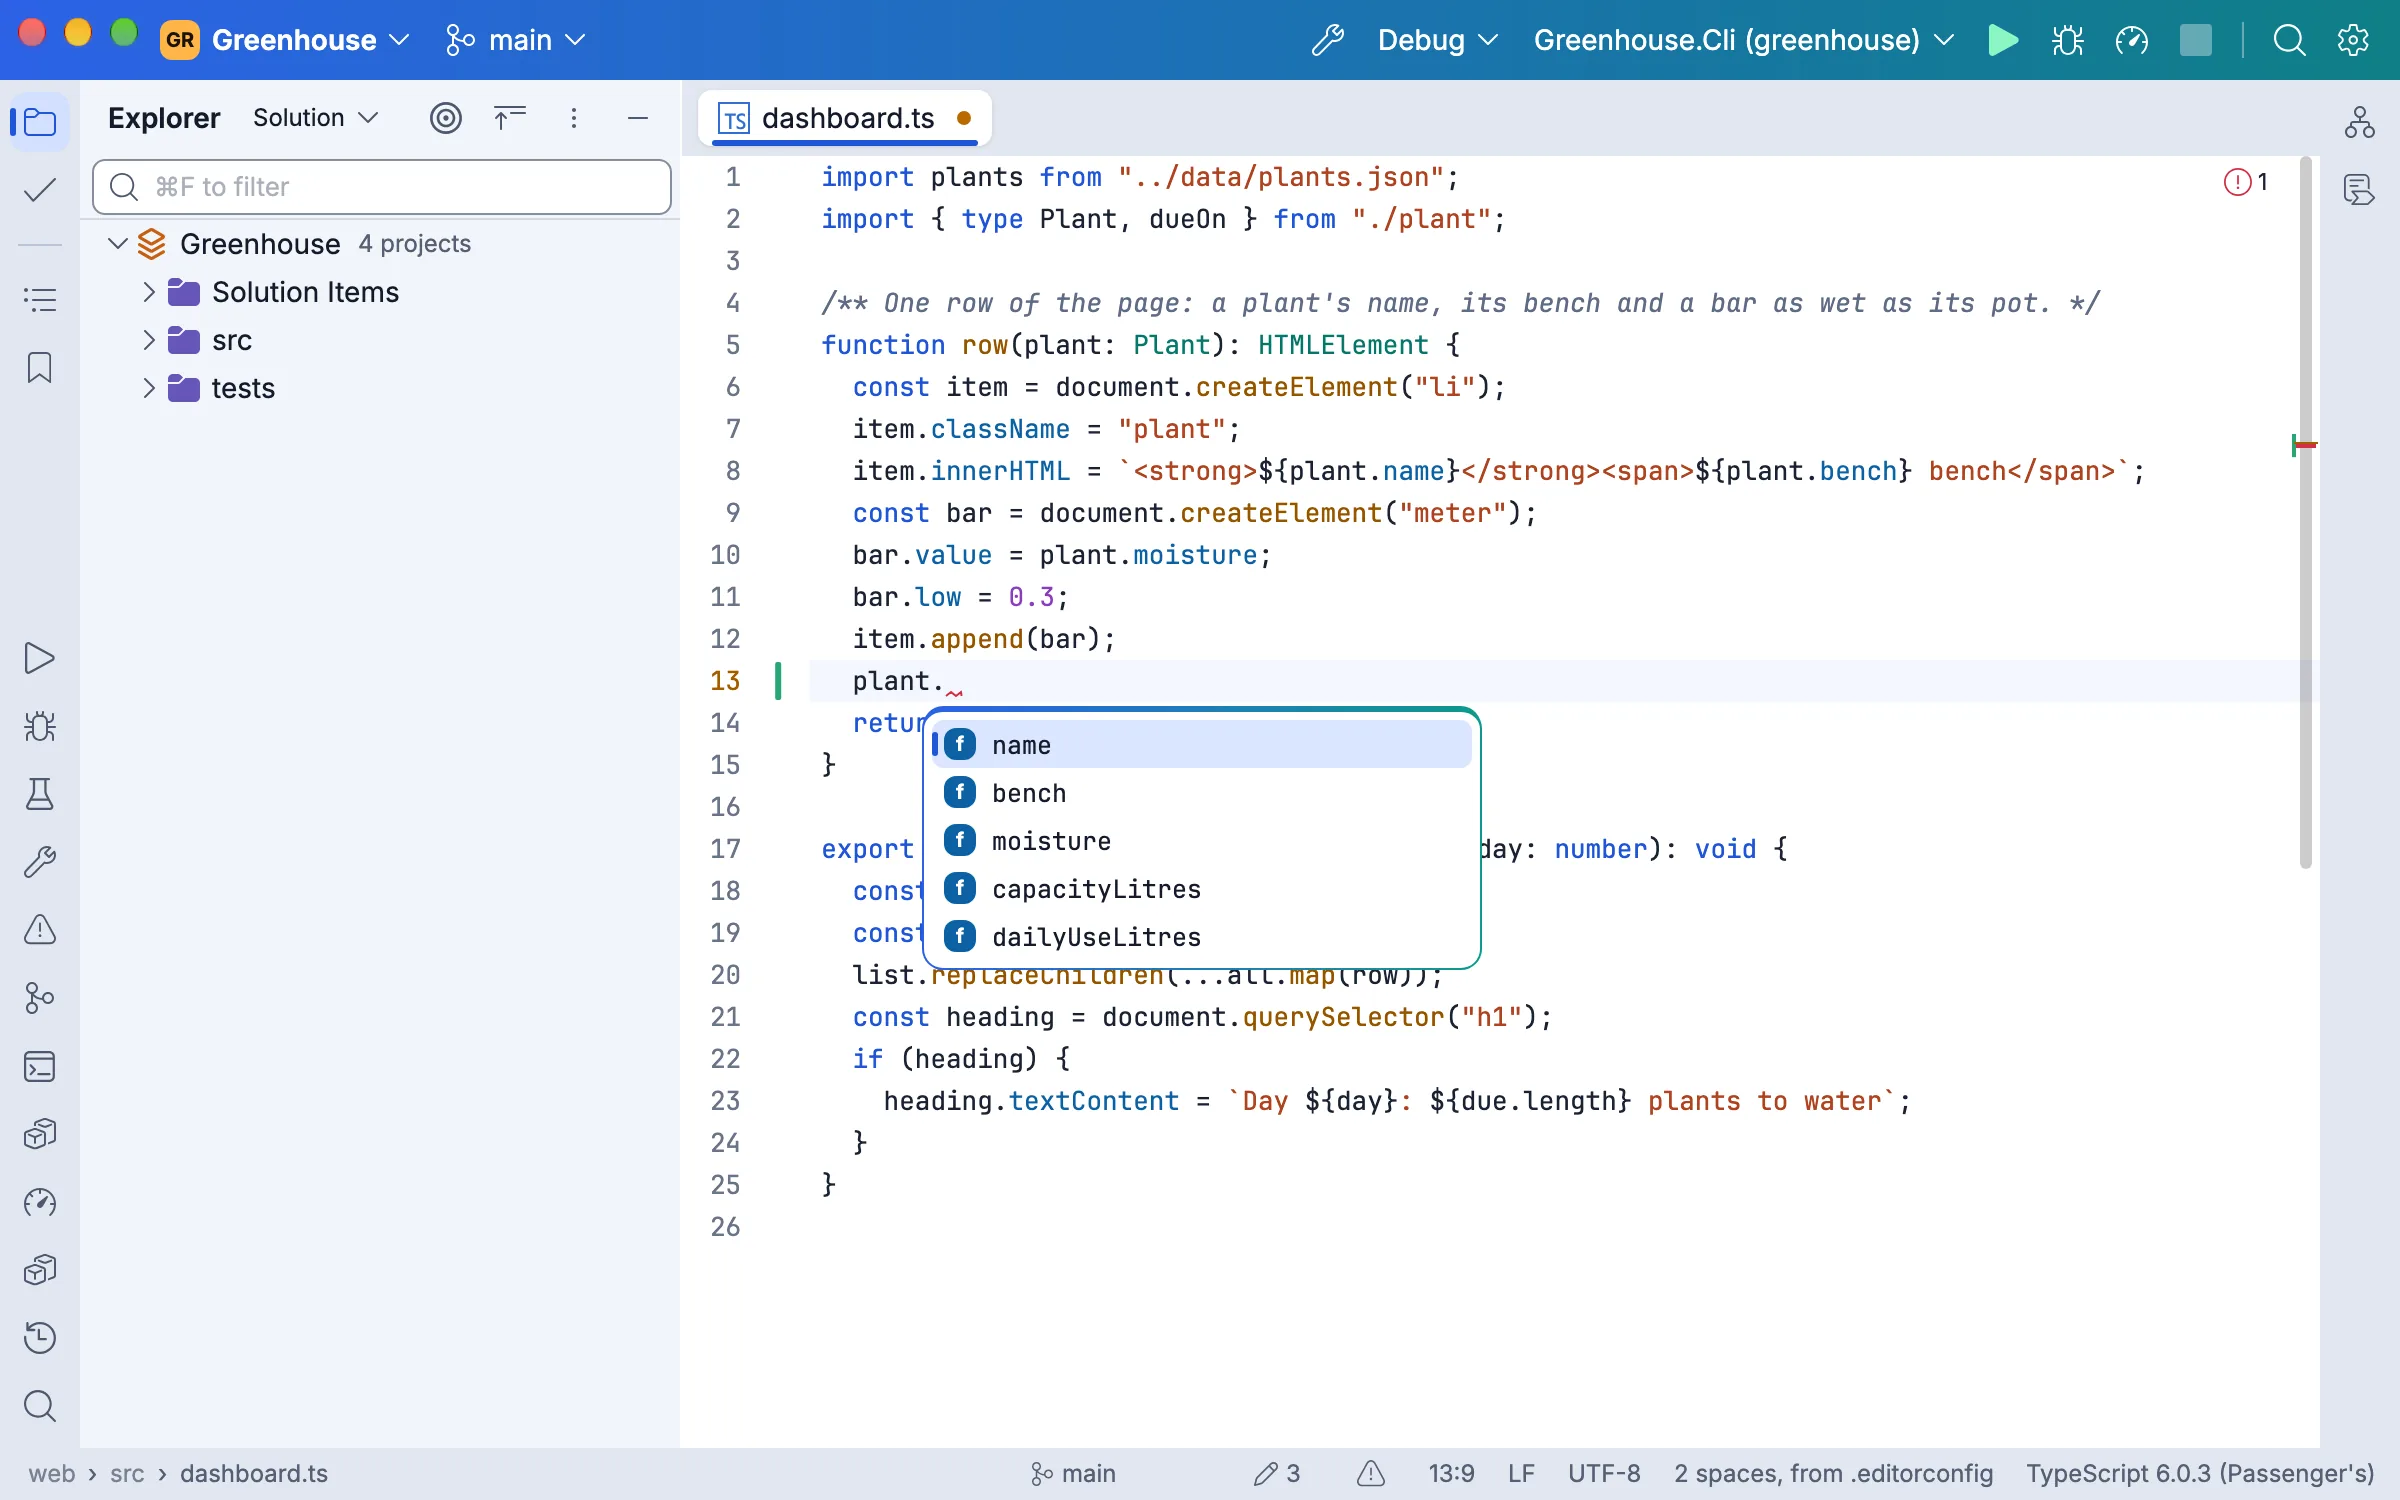 GR Greenhouse main Debug Greenhouse.Cli (greenhouse)
Explorer Solution
⌘F to filter
Greenhouse 4 projects
Solution Items
src
tests
TS dashboard.ts
1 import plants from "../data/plants.json";
2 import { type Plant, dueOn } from "./plant";
3
4 /** One row of the page: a plant's name, its bench and a bar as wet as its pot. */
5 function row(plant: Plant): HTMLElement {
6 const item = document.createElement("li");
7 item.className = "plant";
8 item.innerHTML = `<strong>${plant.name}</strong><span>${plant.bench} bench</span>`;
9 const bar = document.createElement("meter");
10 bar.value = plant.moisture;
11 bar.low = 0.3;
12 item.append(bar);
13 plant.
14 retur
15 }
16
17 export day: number): void {
18 const
19 const
20 list.replaceChildren(...all.map(row));
21 const heading = document.querySelector("h1");
22 if (heading) {
23 heading.textContent = `Day ${day}: ${due.length} plants to water`;
24 }
25 }
26
1
f name
f bench
f moisture
f capacityLitres
f dailyUseLitres
web › src › dashboard.ts main 3 13:9 LF UTF-8 2 spaces, from .editorconfig TypeScript 6.0.3 (Passenger's)